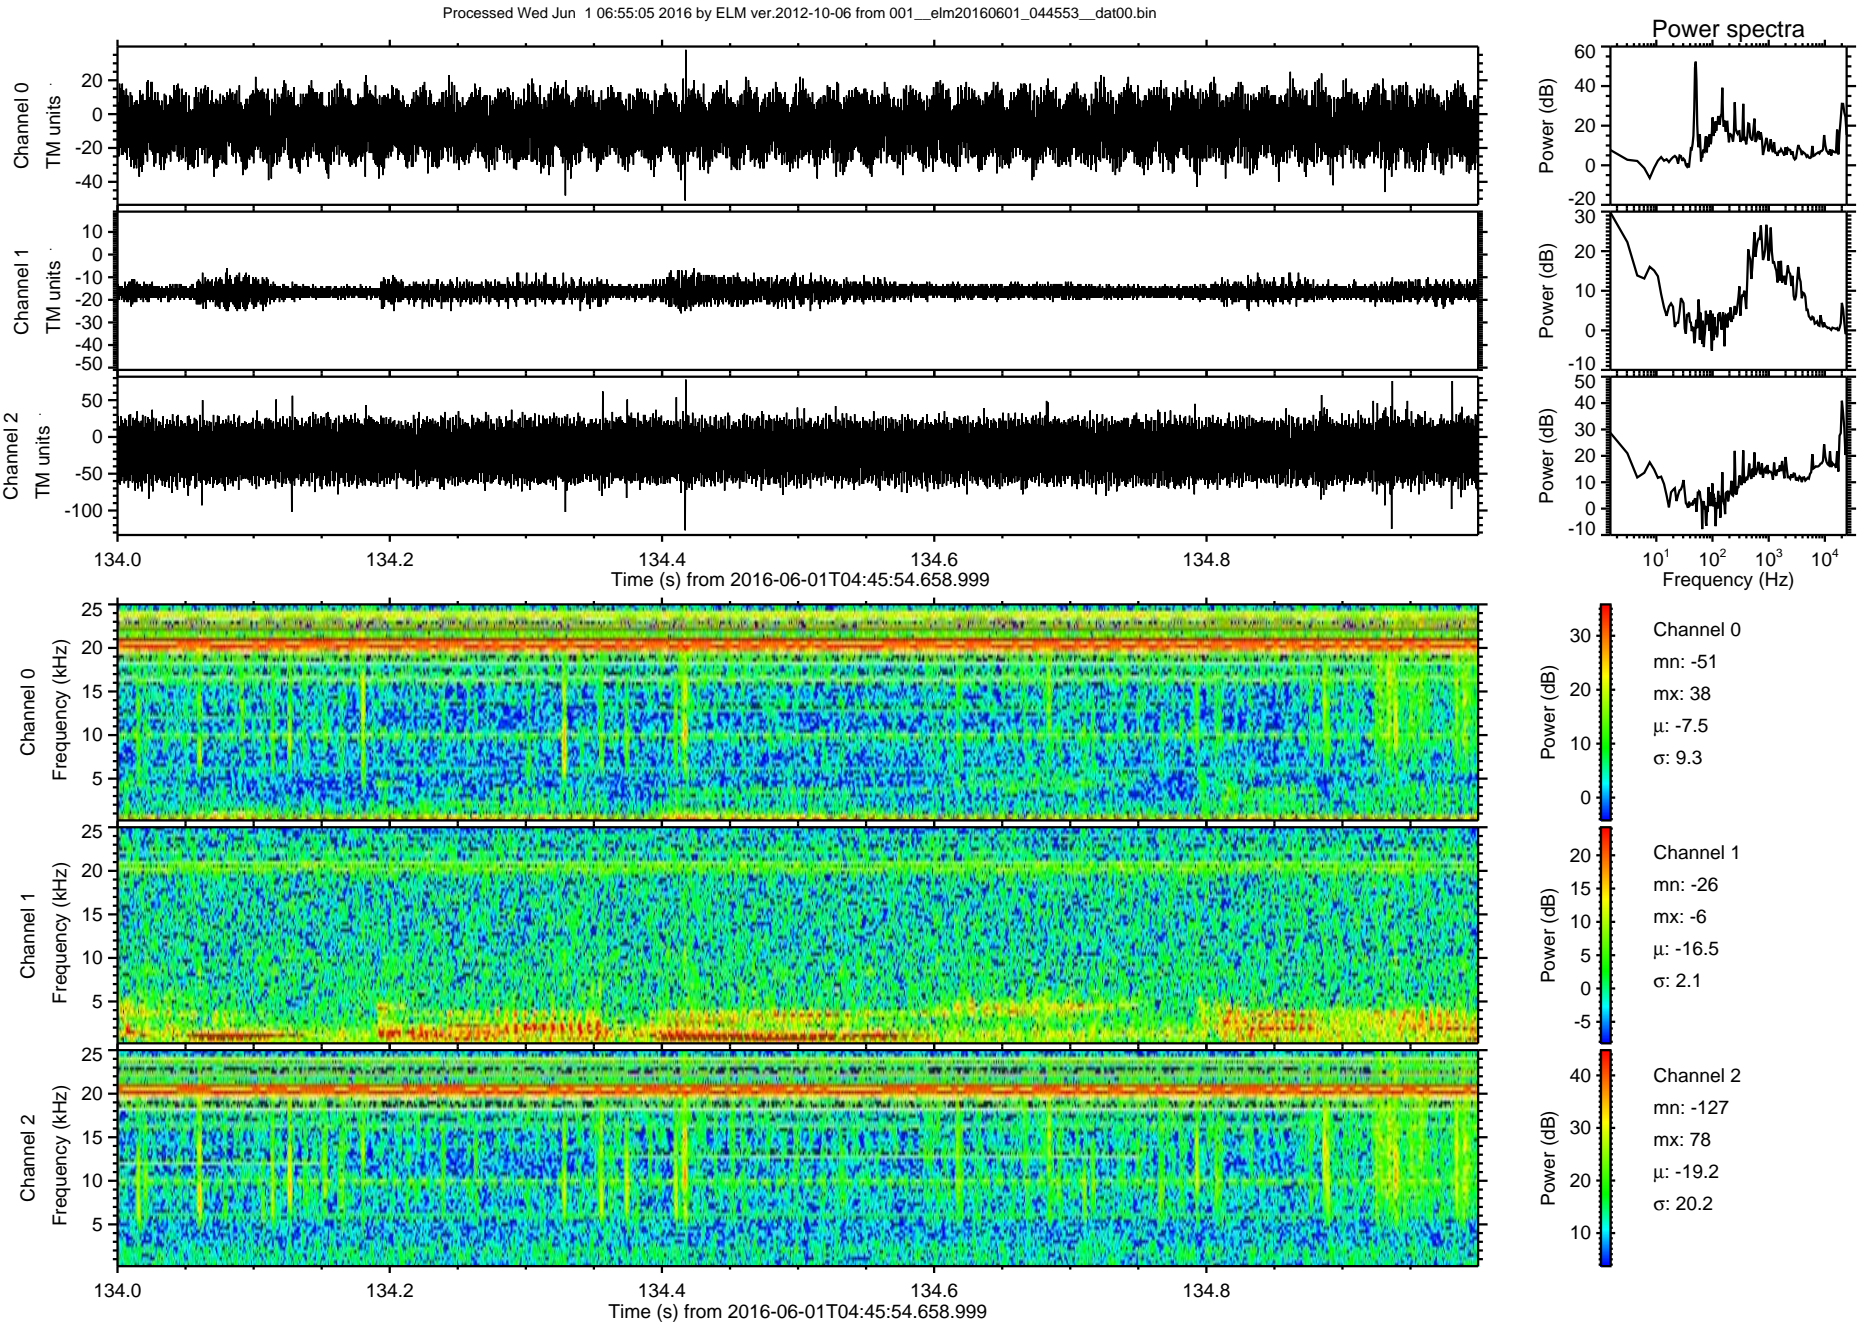 Processed Wed Jun  1 06:55:05 2016 by ELM ver.2012-10-06 from 001__elm20160601_044553__dat00.bin
Power spectra
Channel 0
TM units
20
0
-20
-40
Power (dB)
60
40
20
0
-20
Channel 1
TM units
10
0
-10
-20
-30
-40
-50
Power (dB)
30
20
10
0
-10
Channel 2
TM units
50
0
-50
-100
Power (dB)
50
40
30
20
10
0
-10
134.0 134.2 134.4 134.6 134.8
Time (s) from 2016-06-01T04:45:54.658.999
10^1 10^2 10^3 10^4
Frequency (Hz)
Channel 0
Frequency (kHz)
25
20
15
10
5
Power (dB)
30
20
10
0
Channel 0
mn: -51
mx: 38
μ: -7.5
σ: 9.3
Channel 1
Frequency (kHz)
25
20
15
10
5
Power (dB)
20
15
10
5
0
-5
Channel 1
mn: -26
mx: -6
μ: -16.5
σ: 2.1
Channel 2
Frequency (kHz)
25
20
15
10
5
Power (dB)
40
30
20
10
Channel 2
mn: -127
mx: 78
μ: -19.2
σ: 20.2
134.0 134.2 134.4 134.6 134.8
Time (s) from 2016-06-01T04:45:54.658.999